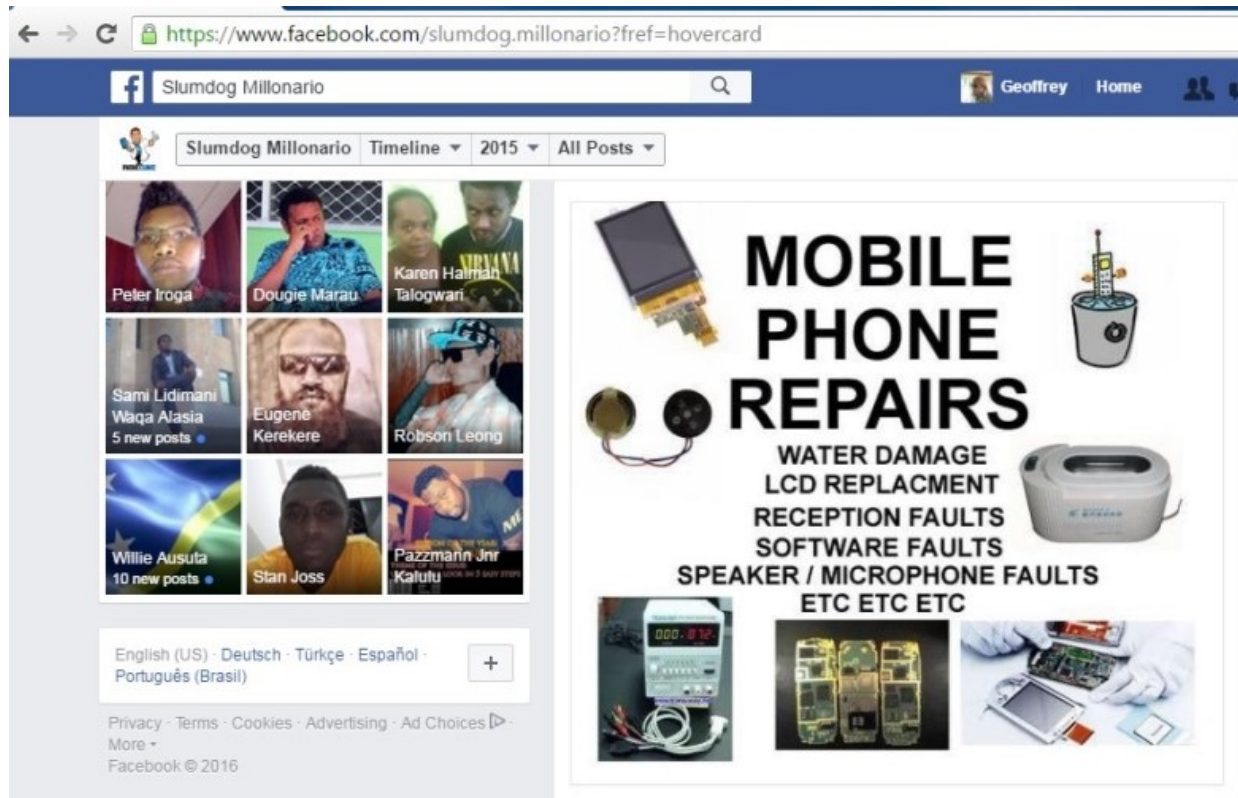 https://www.facebook.com/slumdog.millonario?fref=hovercard
Slumdog Millonario
Geoffrey
Home
Slumdog Millonario
Timeline
2015
All Posts
Peter Iroga
Dougie Marau
NIRVANA
Karen Haimah
Talogwari
Sami Lidimani
Waqa Alasia
5 new posts
Eugene
Kerekere
Robson Leong
Willie Ausuta
10 new posts
Stan Joss
Pazzmann Jnr
Kafulu
English (US) · Deutsch · Türkçe · Español ·
Português (Brasil)
+
Privacy · Terms · Cookies · Advertising · Ad Choices ·
More
Facebook © 2016
MOBILE
PHONE
REPAIRS
WATER DAMAGE
LCD REPLACMENT
RECEPTION FAULTS
SOFTWARE FAULTS
SPEAKER / MICROPHONE FAULTS
ETC ETC ETC